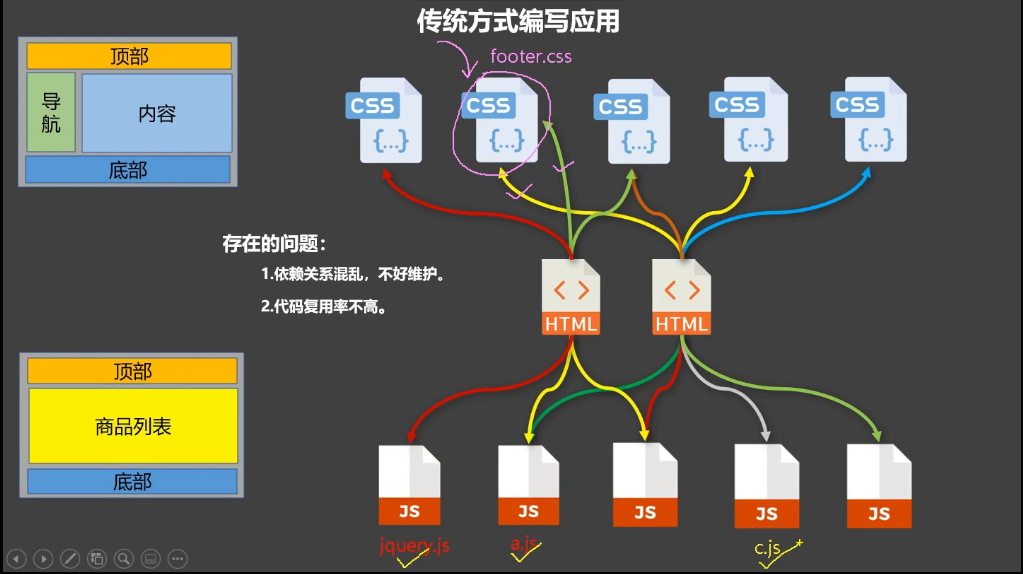 传统方式编写应用
顶部
导航
内容
底部
footer.css
CSS
{...}
CSS
{...}
CSS
{...}
CSS
{...}
CSS
{...}
存在的问题：
1.依赖关系混乱，不好维护。
2.代码复用率不高。
< >
HTML
< >
HTML
顶部
商品列表
底部
JS
JS
JS
JS
JS
jquery.js
a.js
c.js